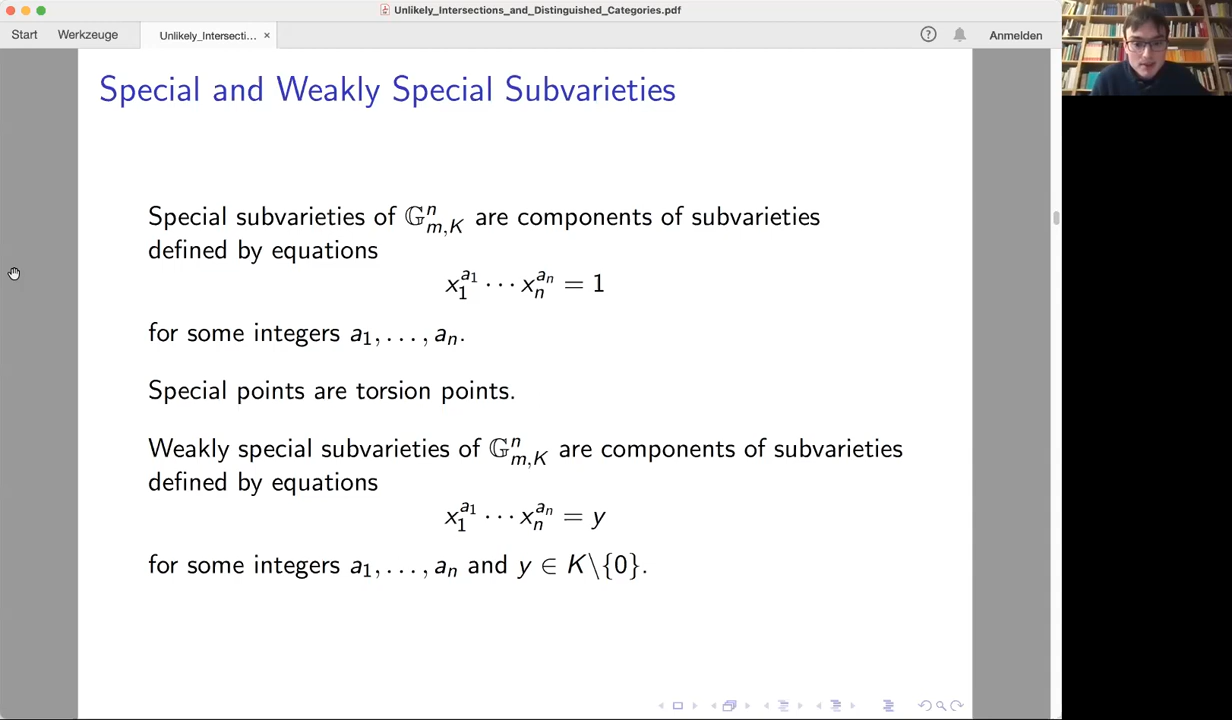 Unlikely_Intersections_and_Distinguished_Categories.pdf
Start Werkzeuge Unlikely_Intersecti... × Anmelden
Special and Weakly Special Subvarieties
Special subvarieties of 𝔾ⁿ_{m,K} are components of subvarieties
defined by equations
x₁^{a₁} ⋯ xₙ^{aₙ} = 1
for some integers a₁, . . . , aₙ.
Special points are torsion points.
Weakly special subvarieties of 𝔾ⁿ_{m,K} are components of subvarieties
defined by equations
x₁^{a₁} ⋯ xₙ^{aₙ} = y
for some integers a₁, . . . , aₙ and y ∈ K\{0}.